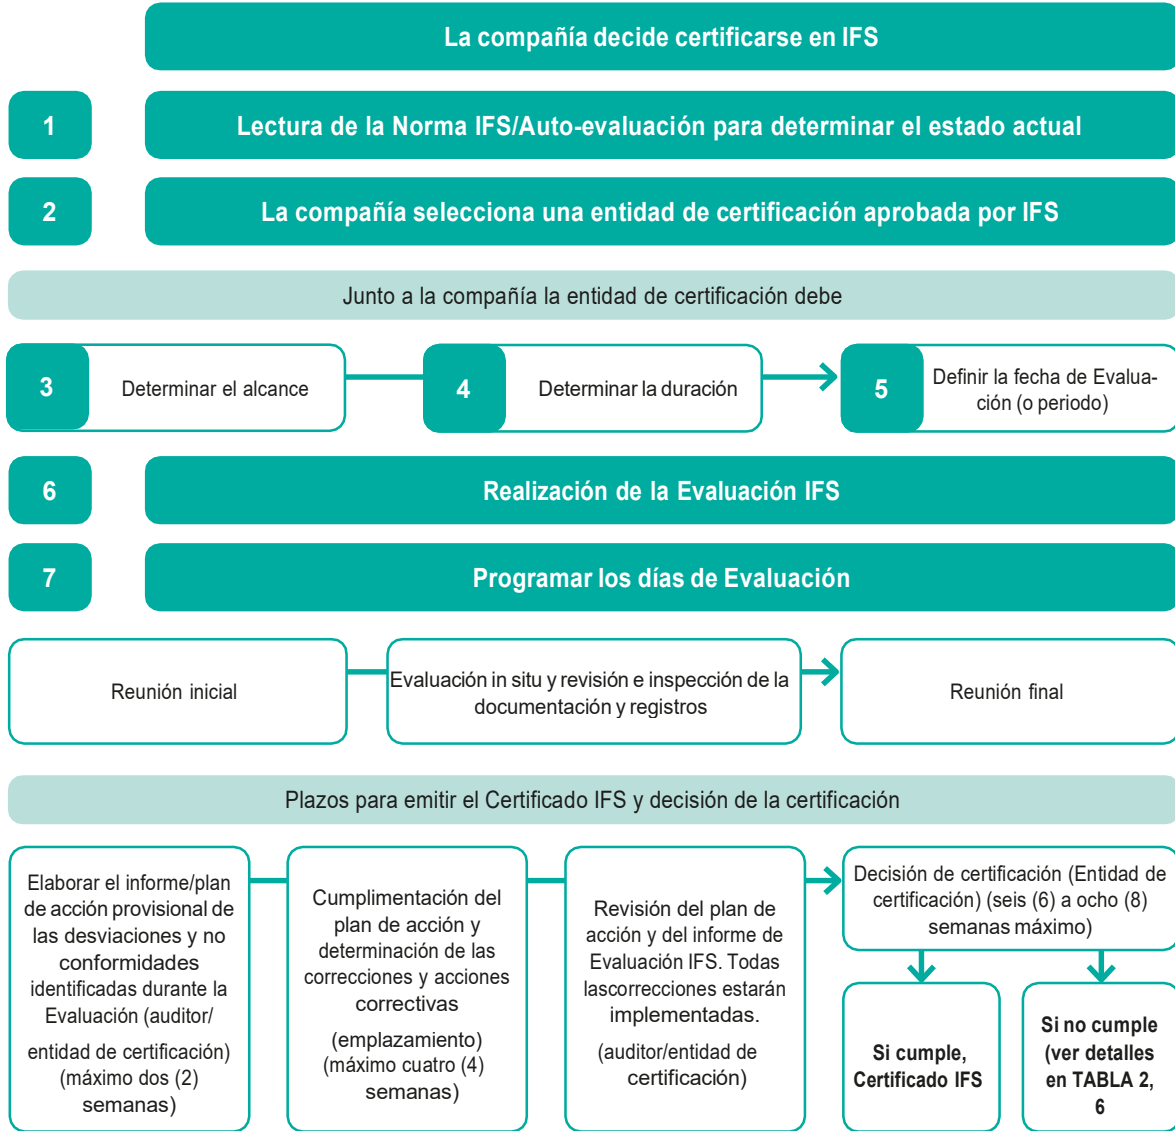 La compañía decide certificarse en IFS
1
Lectura de la Norma IFS/Auto-evaluación para determinar el estado actual
2
La compañía selecciona una entidad de certificación aprobada por IFS
Junto a la compañía la entidad de certificación debe
3
Determinar el alcance
4
Determinar la duración
5
Definir la fecha de Evalua-
ción (o periodo)
6
Realización de la Evaluación IFS
7
Programar los días de Evaluación
Reunión inicial
Evaluación in situ y revisión e inspección de la
documentación y registros
Reunión final
Plazos para emitir el Certificado IFS y decisión de la certificación
Elaborar el informe/plan
de acción provisional de
las desviaciones y no
conformidades
identificadas durante la
Evaluación (auditor/
entidad de certificación)
(máximo dos (2)
semanas)
Cumplimentación del
plan de acción y
determinación de las
correcciones y acciones
correctivas
(emplazamiento)
(máximo cuatro (4)
semanas)
Revisión del plan de
acción y del informe de
Evaluación IFS. Todas
lascorrecciones estarán
implementadas.
(auditor/entidad de
certificación)
Decisión de certificación (Entidad de
certificación) (seis (6) a ocho (8)
semanas máximo)
Si cumple,
Certificado IFS
Si no cumple
(ver detalles
en TABLA 2,
6